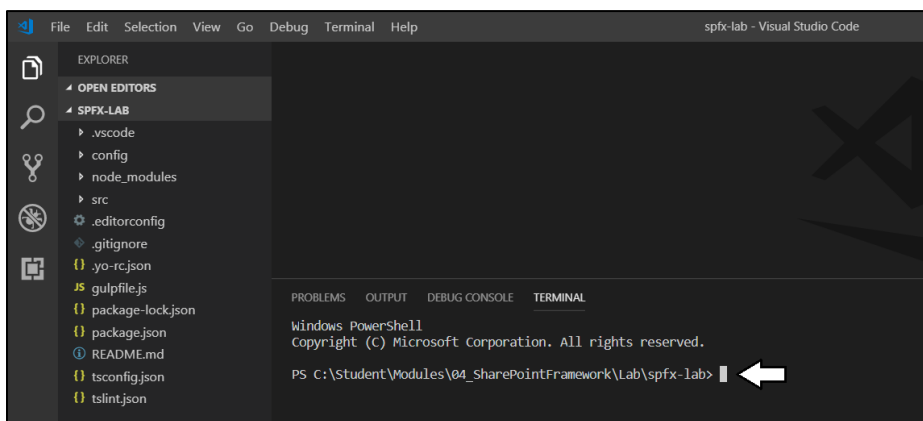 File Edit Selection View Go Debug Terminal Help
spfx-lab - Visual Studio Code
EXPLORER
OPEN EDITORS
SPFX-LAB
.vscode
config
node_modules
src
.editorconfig
.gitignore
{} .yo-rc.json
JS gulpfile.js
{} package-lock.json
{} package.json
README.md
{} tsconfig.json
{} tslint.json
PROBLEMS OUTPUT DEBUG CONSOLE TERMINAL
Windows PowerShell
Copyright (C) Microsoft Corporation. All rights reserved.
PS C:\Student\Modules\04_SharePointFramework\Lab\spfx-lab>